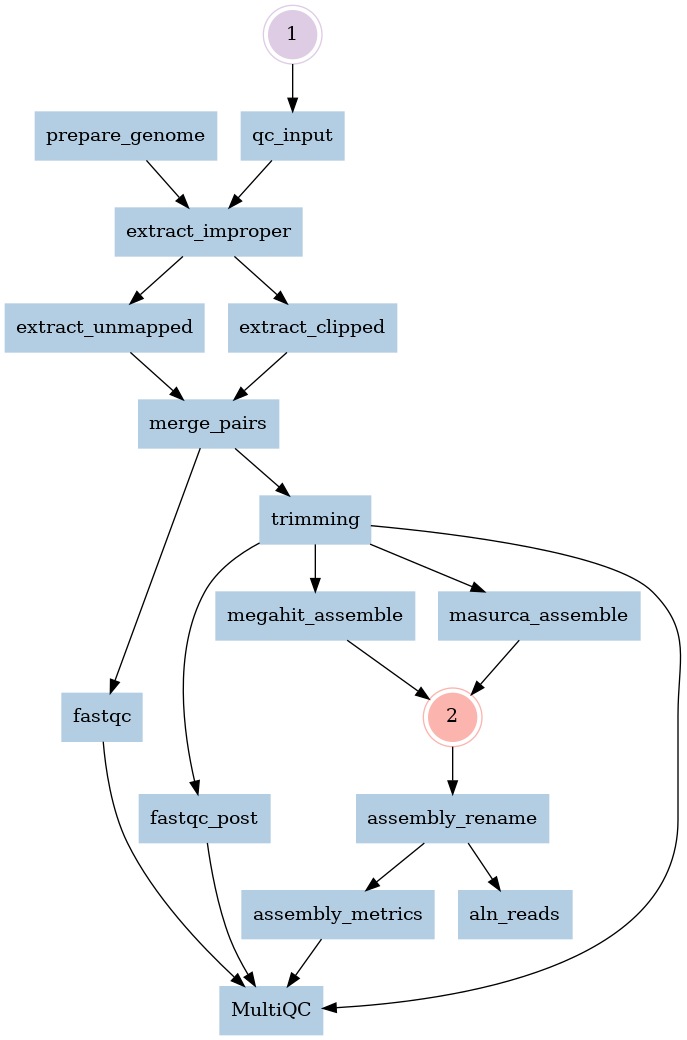 1
prepare_genome
qc_input
extract_improper
extract_unmapped
extract_clipped
merge_pairs
trimming
megahit_assemble
masurca_assemble
fastqc
2
fastqc_post
assembly_rename
assembly_metrics
aln_reads
MultiQC